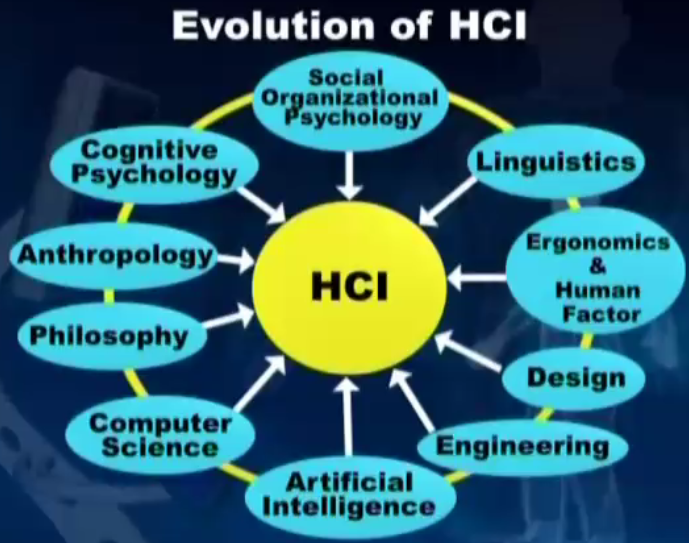 Evolution of HCI
Social
Organizational
Psychology
Cognitive
Psychology
Linguistics
Anthropology
HCI
Ergonomics
&
Human
Factor
Philosophy
Design
Computer
Science
Engineering
Artificial
Intelligence